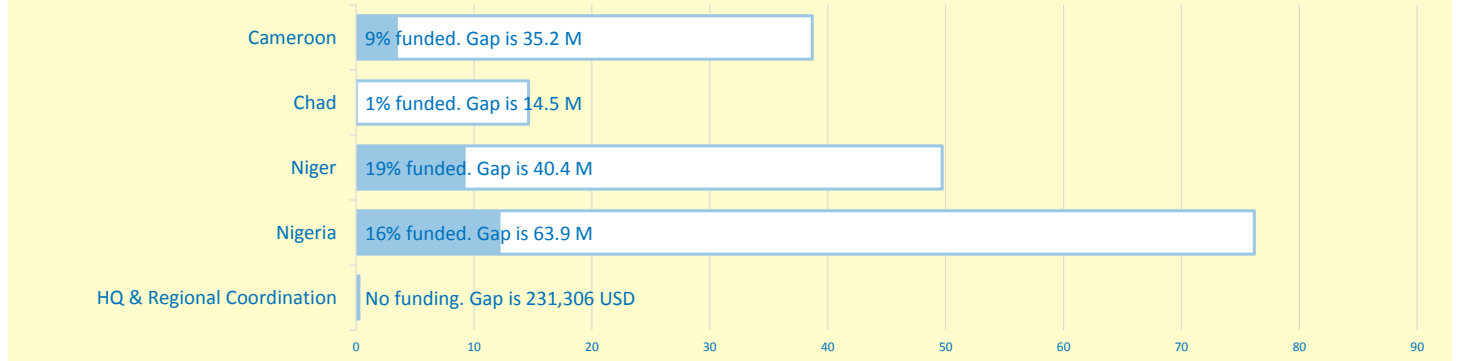 Cameroon 9% funded. Gap is 35.2 M
Chad 1% funded. Gap is 14.5 M
Niger 19% funded. Gap is 40.4 M
Nigeria 16% funded. Gap is 63.9 M
HQ & Regional Coordination No funding. Gap is 231,306 USD
0 10 20 30 40 50 60 70 80 90